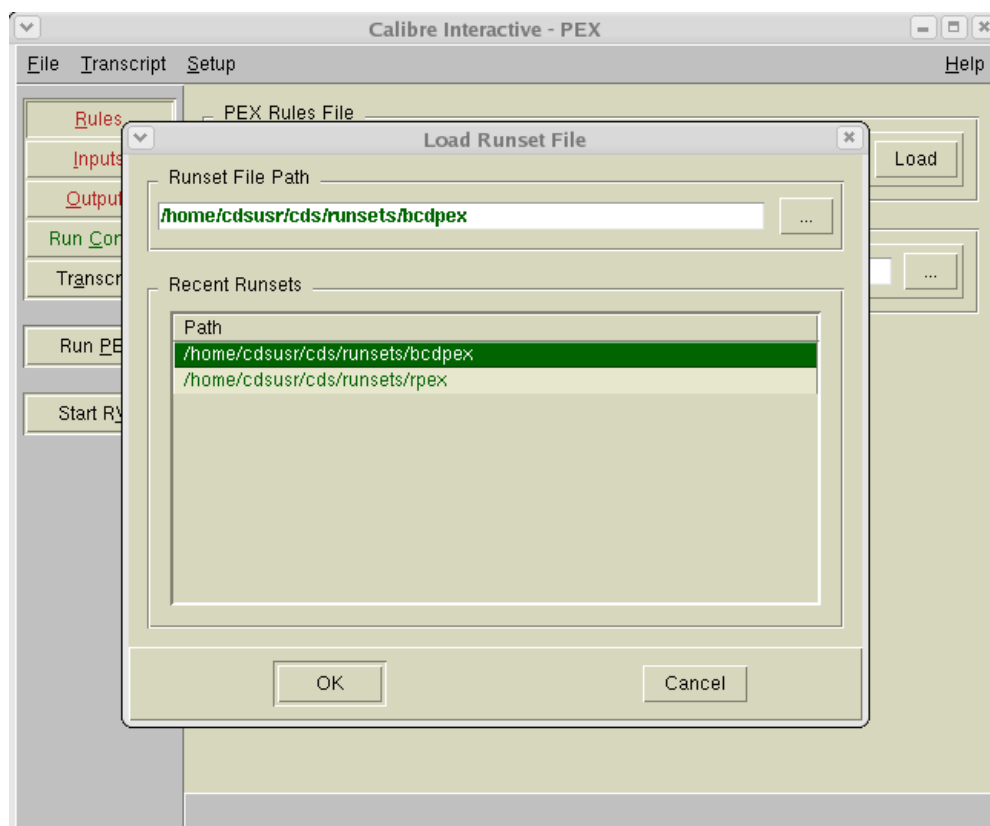 Calibre Interactive - PEX
File Transcript Setup Help
Rules
Inputs
Output
Run Con
Transcr
Run PE
Start RV
PEX Rules File
Load
...
Load Runset File
Runset File Path
/home/cdsusr/cds/runsets/bcdpex
...
Recent Runsets
Path
/home/cdsusr/cds/runsets/bcdpex
/home/cdsusr/cds/runsets/rpex
OK Cancel